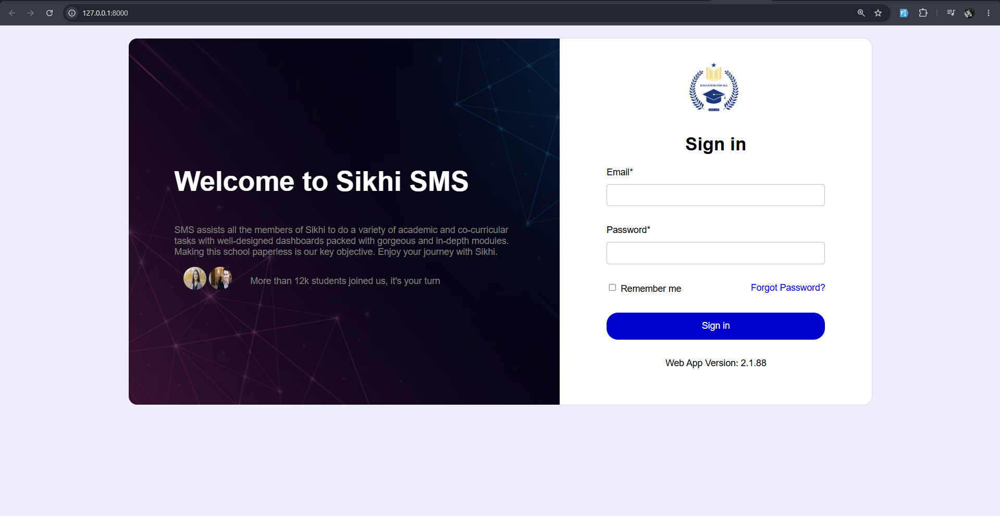 127.0.0.1:8000
Welcome to Sikhi SMS
SMS assists all the members of Sikhi to do a variety of academic and co-curricular
tasks with well-designed dashboards packed with gorgeous and in-depth modules.
Making this school paperless is our key objective. Enjoy your journey with Sikhi.
More than 12k students joined us, it's your turn
EDUCATION FOR ALL
Sign in
Email*
Password*
Remember me
Forgot Password?
Sign in
Web App Version: 2.1.88